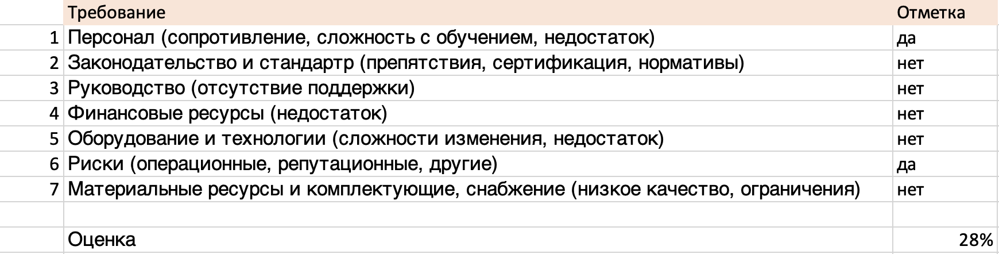 Требование Отметка
1 Персонал (сопротивление, сложность с обучением, недостаток) да
2 Законодательство и стандартр (препятствия, сертификация, нормативы) нет
3 Руководство (отсутствие поддержки) нет
4 Финансовые ресурсы (недостаток) нет
5 Оборудование и технологии (сложности изменения, недостаток) нет
6 Риски (операционные, репутационные, другие) да
7 Материальные ресурсы и комплектующие, снабжение (низкое качество, ограничения) нет
Оценка 28%